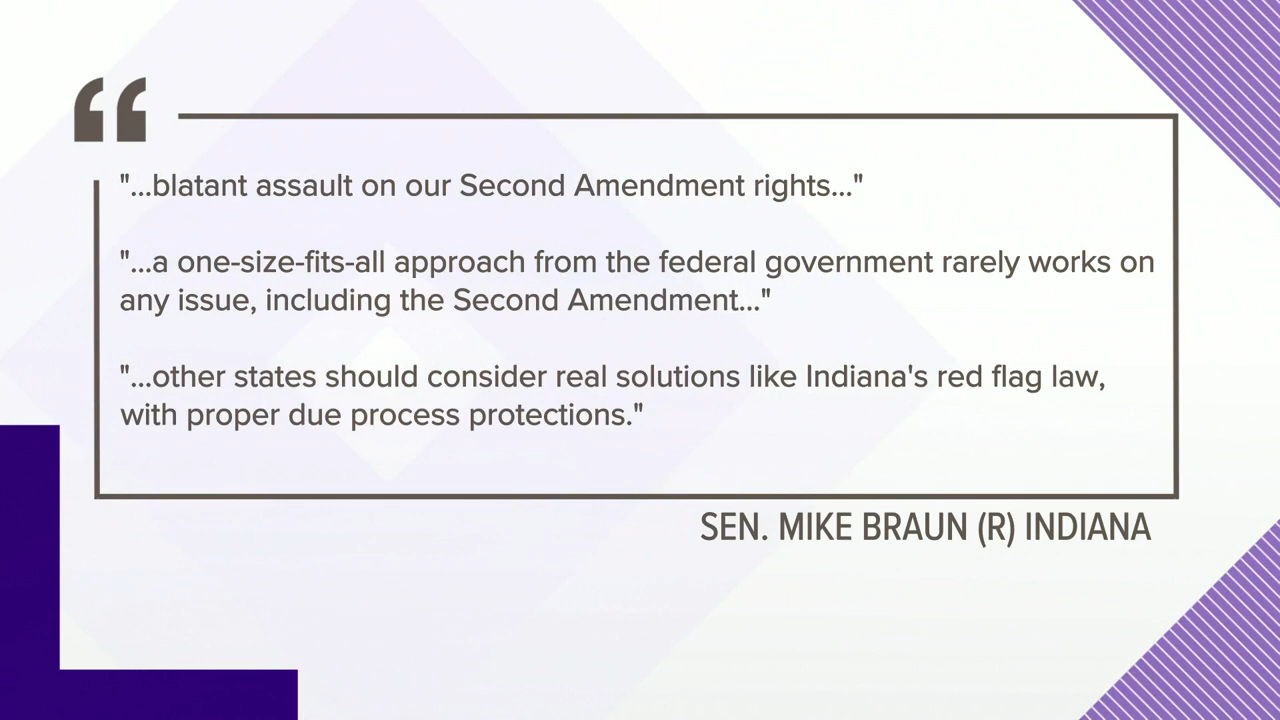 "...blatant assault on our Second Amendment rights..."
"...a one-size-fits-all approach from the federal government rarely works on
any issue, including the Second Amendment..."
"...other states should consider real solutions like Indiana's red flag law,
with proper due process protections."
SEN. MIKE BRAUN (R) INDIANA